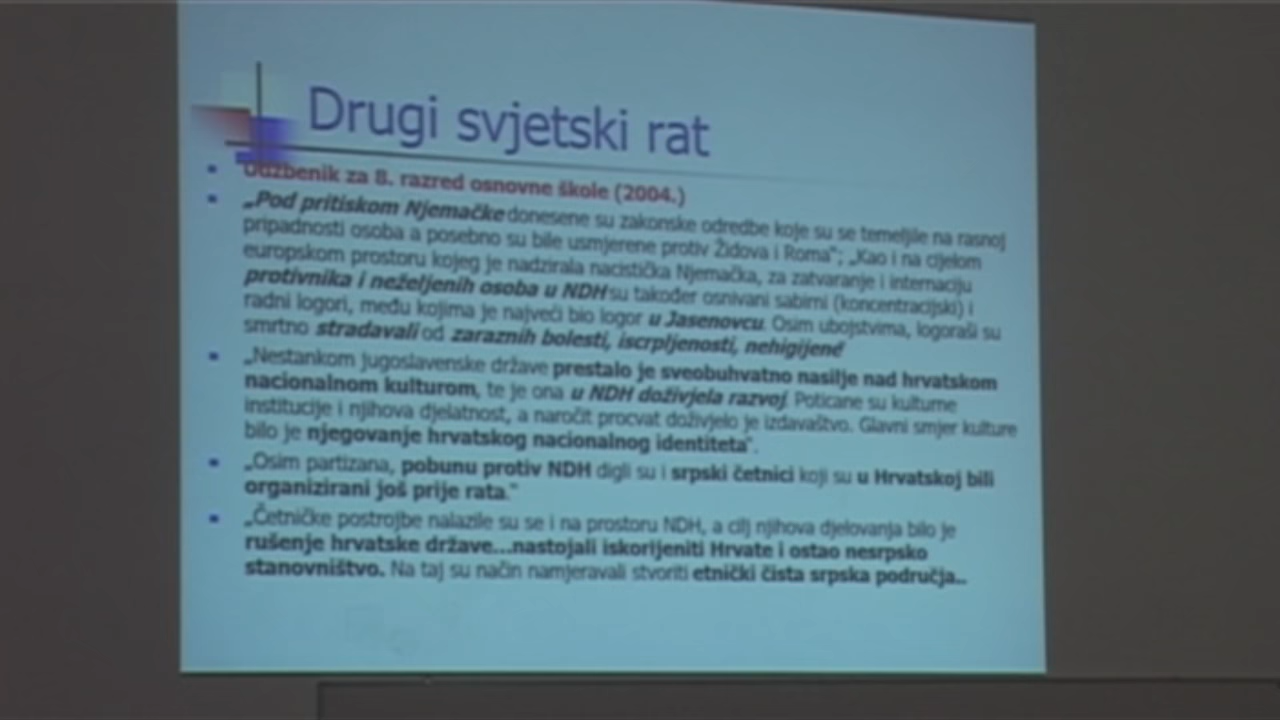 Drugi svjetski rat
Udžbenik za 8. razred osnovne škole (2004.)
„Pod pritiskom Njemačke donesene su zakonske odredbe koje su se temeljile na rasnoj
pripadnosti osoba a posebno su bile usmjerene protiv Židova i Roma"; „Kao i na cijelom
europskom prostoru kojeg je nadzirala nacistička Njemačka, za zatvaranje i internaciju
protivnika i neželjenih osoba u NDH su također osnivani sabirni (koncentracijski) i
radni logori, među kojima je najveći bio logor u Jasenovcu. Osim ubojstvima, logoraši su
smrtno stradavali od zaraznih bolesti, iscrpljenosti, nehigijene"
„Nestankom jugoslavenske države prestalo je sveobuhvatno nasilje nad hrvatskom
nacionalnom kulturom, te je ona u NDH doživjela razvoj. Poticane su kulturne
institucije i njihova djelatnost, a naročit procvat doživjelo je izdavaštvo. Glavni smjer kulture
bilo je njegovanje hrvatskog nacionalnog identiteta".
„Osim partizana, pobunu protiv NDH digli su i srpski četnici koji su u Hrvatskoj bili
organizirani još prije rata."
„Četničke postrojbe nalazile su se i na prostoru NDH, a cilj njihova djelovanja bilo je
rušenje hrvatske države...nastojali iskorijeniti Hrvate i ostao nesrpsko
stanovništvo. Na taj su način namjeravali stvoriti etnički čista srpska područja..